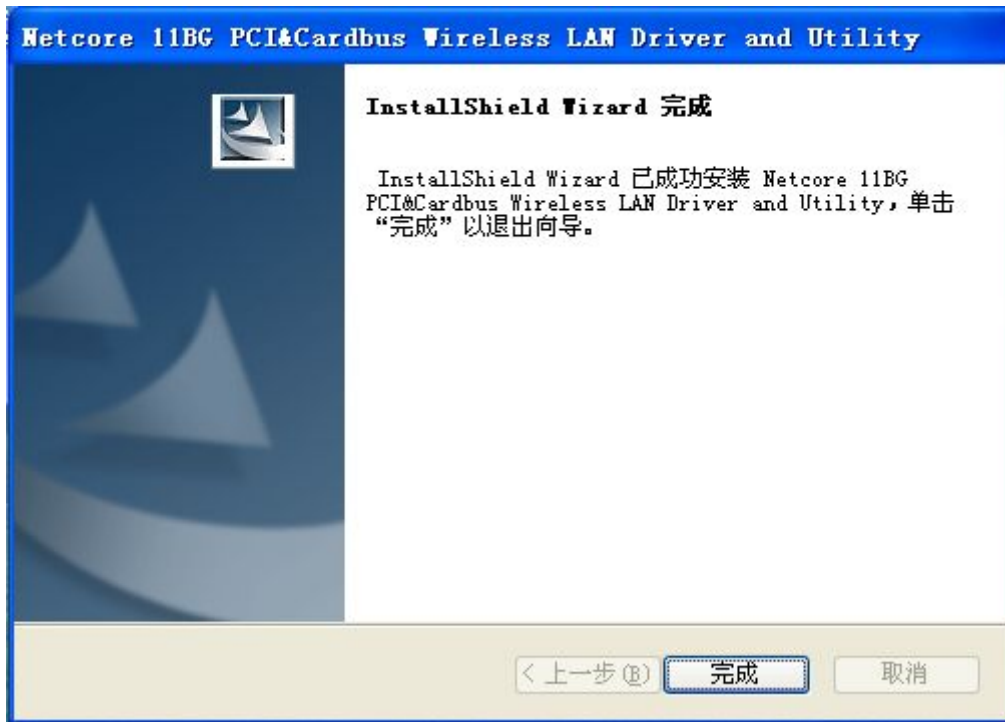 Netcore 11BG PCI&Cardbus Wireless LAN Driver and Utility
InstallShield Wizard 完成
InstallShield Wizard 已成功安装 Netcore 11BG
PCI&Cardbus Wireless LAN Driver and Utility，单击
“完成”以退出向导。
< 上一步(B)
完成
取消